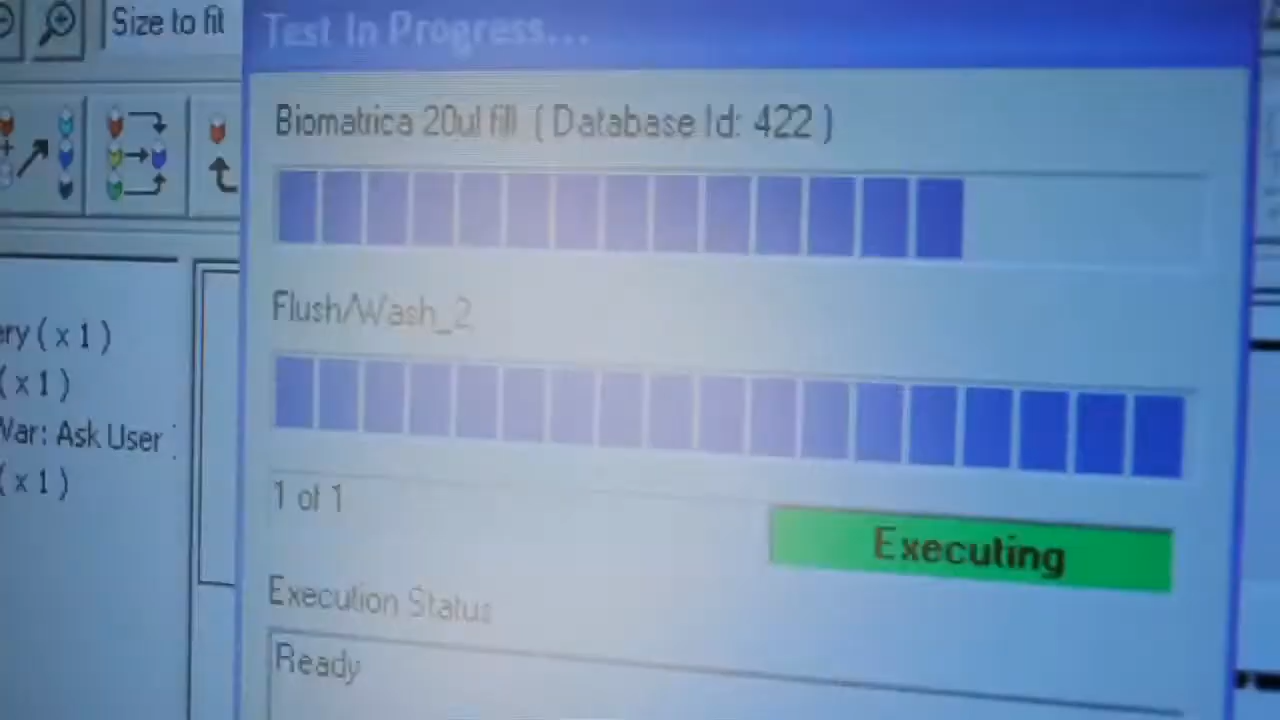 Size to fit
Test In Progress...
Biomatrica 20ul fill ( Database Id: 422 )
Flush/Wash_2
ery ( x 1 )
( x 1 )
Var: Ask User
( x 1 )
1 of 1
Executing
Execution Status
Ready